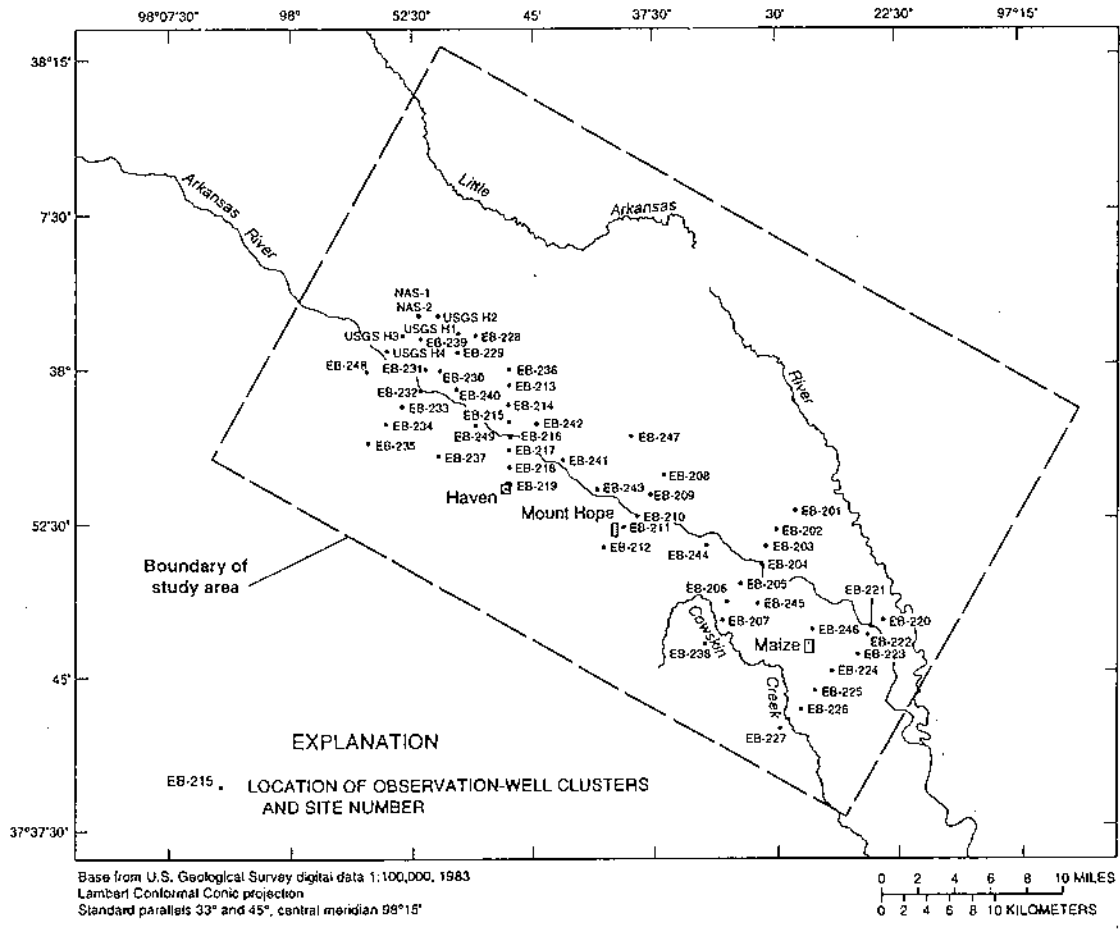 98°07'30" 98° 52'30" 45' 37'30" 30' 22'30" 97°15'
38°15'
7'30"
38°
52'30"
45'
37°37'30"
Arkansas
River
Little
Arkansas
River
NAS-1
NAS-2
USGS H2
USGS H1
USGS H3
EB-228
EB-239
USGS H4
EB-229
EB-248
EB-231
EB-230
EB-236
EB-232
EB-240
EB-213
EB-233
EB-214
EB-215
EB-234
EB-242
EB-249
EB-216
EB-247
EB-235
EB-217
EB-237
EB-241
EB-218
EB-208
EB-219
EB-243
Haven
EB-209
Mount Hope
EB-210
EB-201
EB-211
EB-202
EB-212
EB-244
EB-203
EB-204
Boundary of
study area
EB-205
EB-206
EB-221
EB-245
EB-207
EB-220
EB-246
EB-222
Cowskin
Creek
EB-238
Maize
EB-223
EB-224
EB-225
EB-226
EB-227
EXPLANATION
EB-215 LOCATION OF OBSERVATION-WELL CLUSTERS
AND SITE NUMBER
Base from U.S. Geological Survey digital data 1:100,000, 1983
Lambert Conformal Conic projection
Standard parallels 33° and 45°, central meridian 98°15'
0 2 4 6 8 10 MILES
0 2 4 6 8 10 KILOMETERS